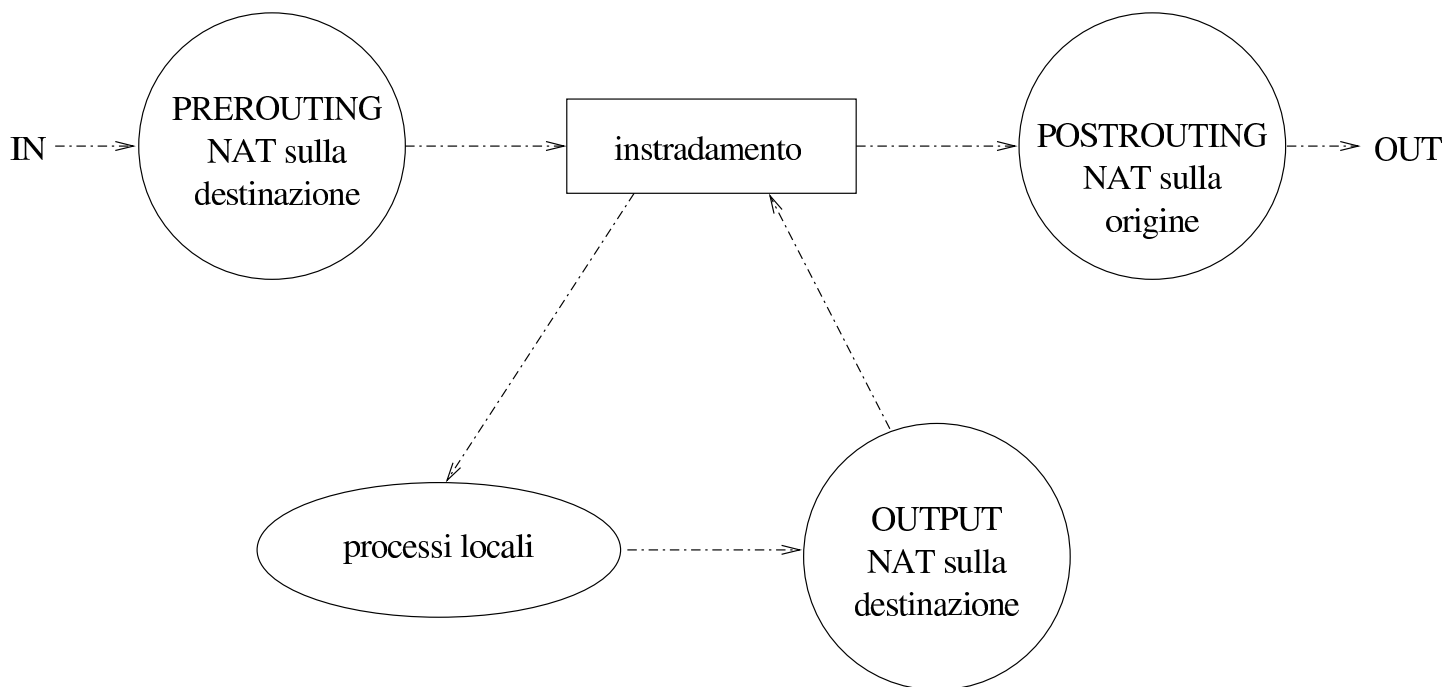 IN
PREROUTING
NAT sulla
destinazione
instradamento
POSTROUTING
NAT sulla
origine
OUT
processi locali
OUTPUT
NAT sulla
destinazione